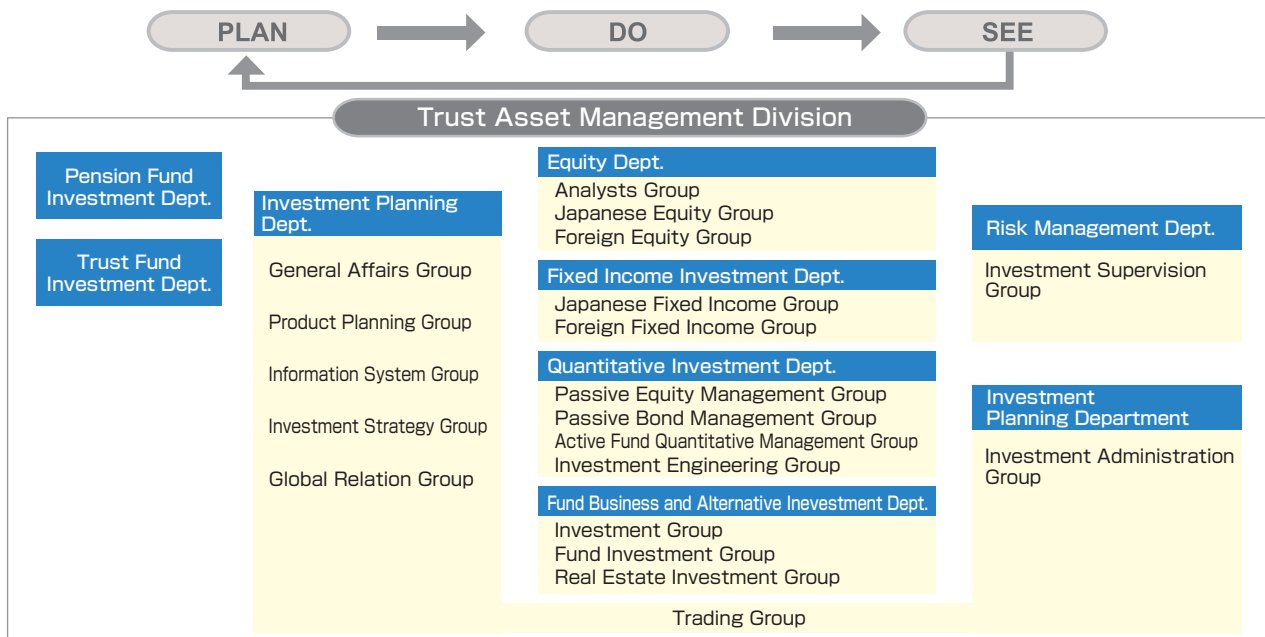 PLAN
DO
SEE
Trust Asset Management Division
Pension Fund
Investment Dept.
Trust Fund
Investment Dept.
Investment Planning
Dept.
General Affairs Group
Product Planning Group
Information System Group
Investment Strategy Group
Global Relation Group
Equity Dept.
Analysts Group
Japanese Equity Group
Foreign Equity Group
Fixed Income Investment Dept.
Japanese Fixed Income Group
Foreign Fixed Income Group
Quantitative Investment Dept.
Passive Equity Management Group
Passive Bond Management Group
Active Fund Quantitative Management Group
Investment Engineering Group
Fund Business and Alternative Inevestment Dept.
Investment Group
Fund Investment Group
Real Estate Investment Group
Risk Management Dept.
Investment Supervision
Group
Investment
Planning Department
Investment Administration
Group
Trading Group